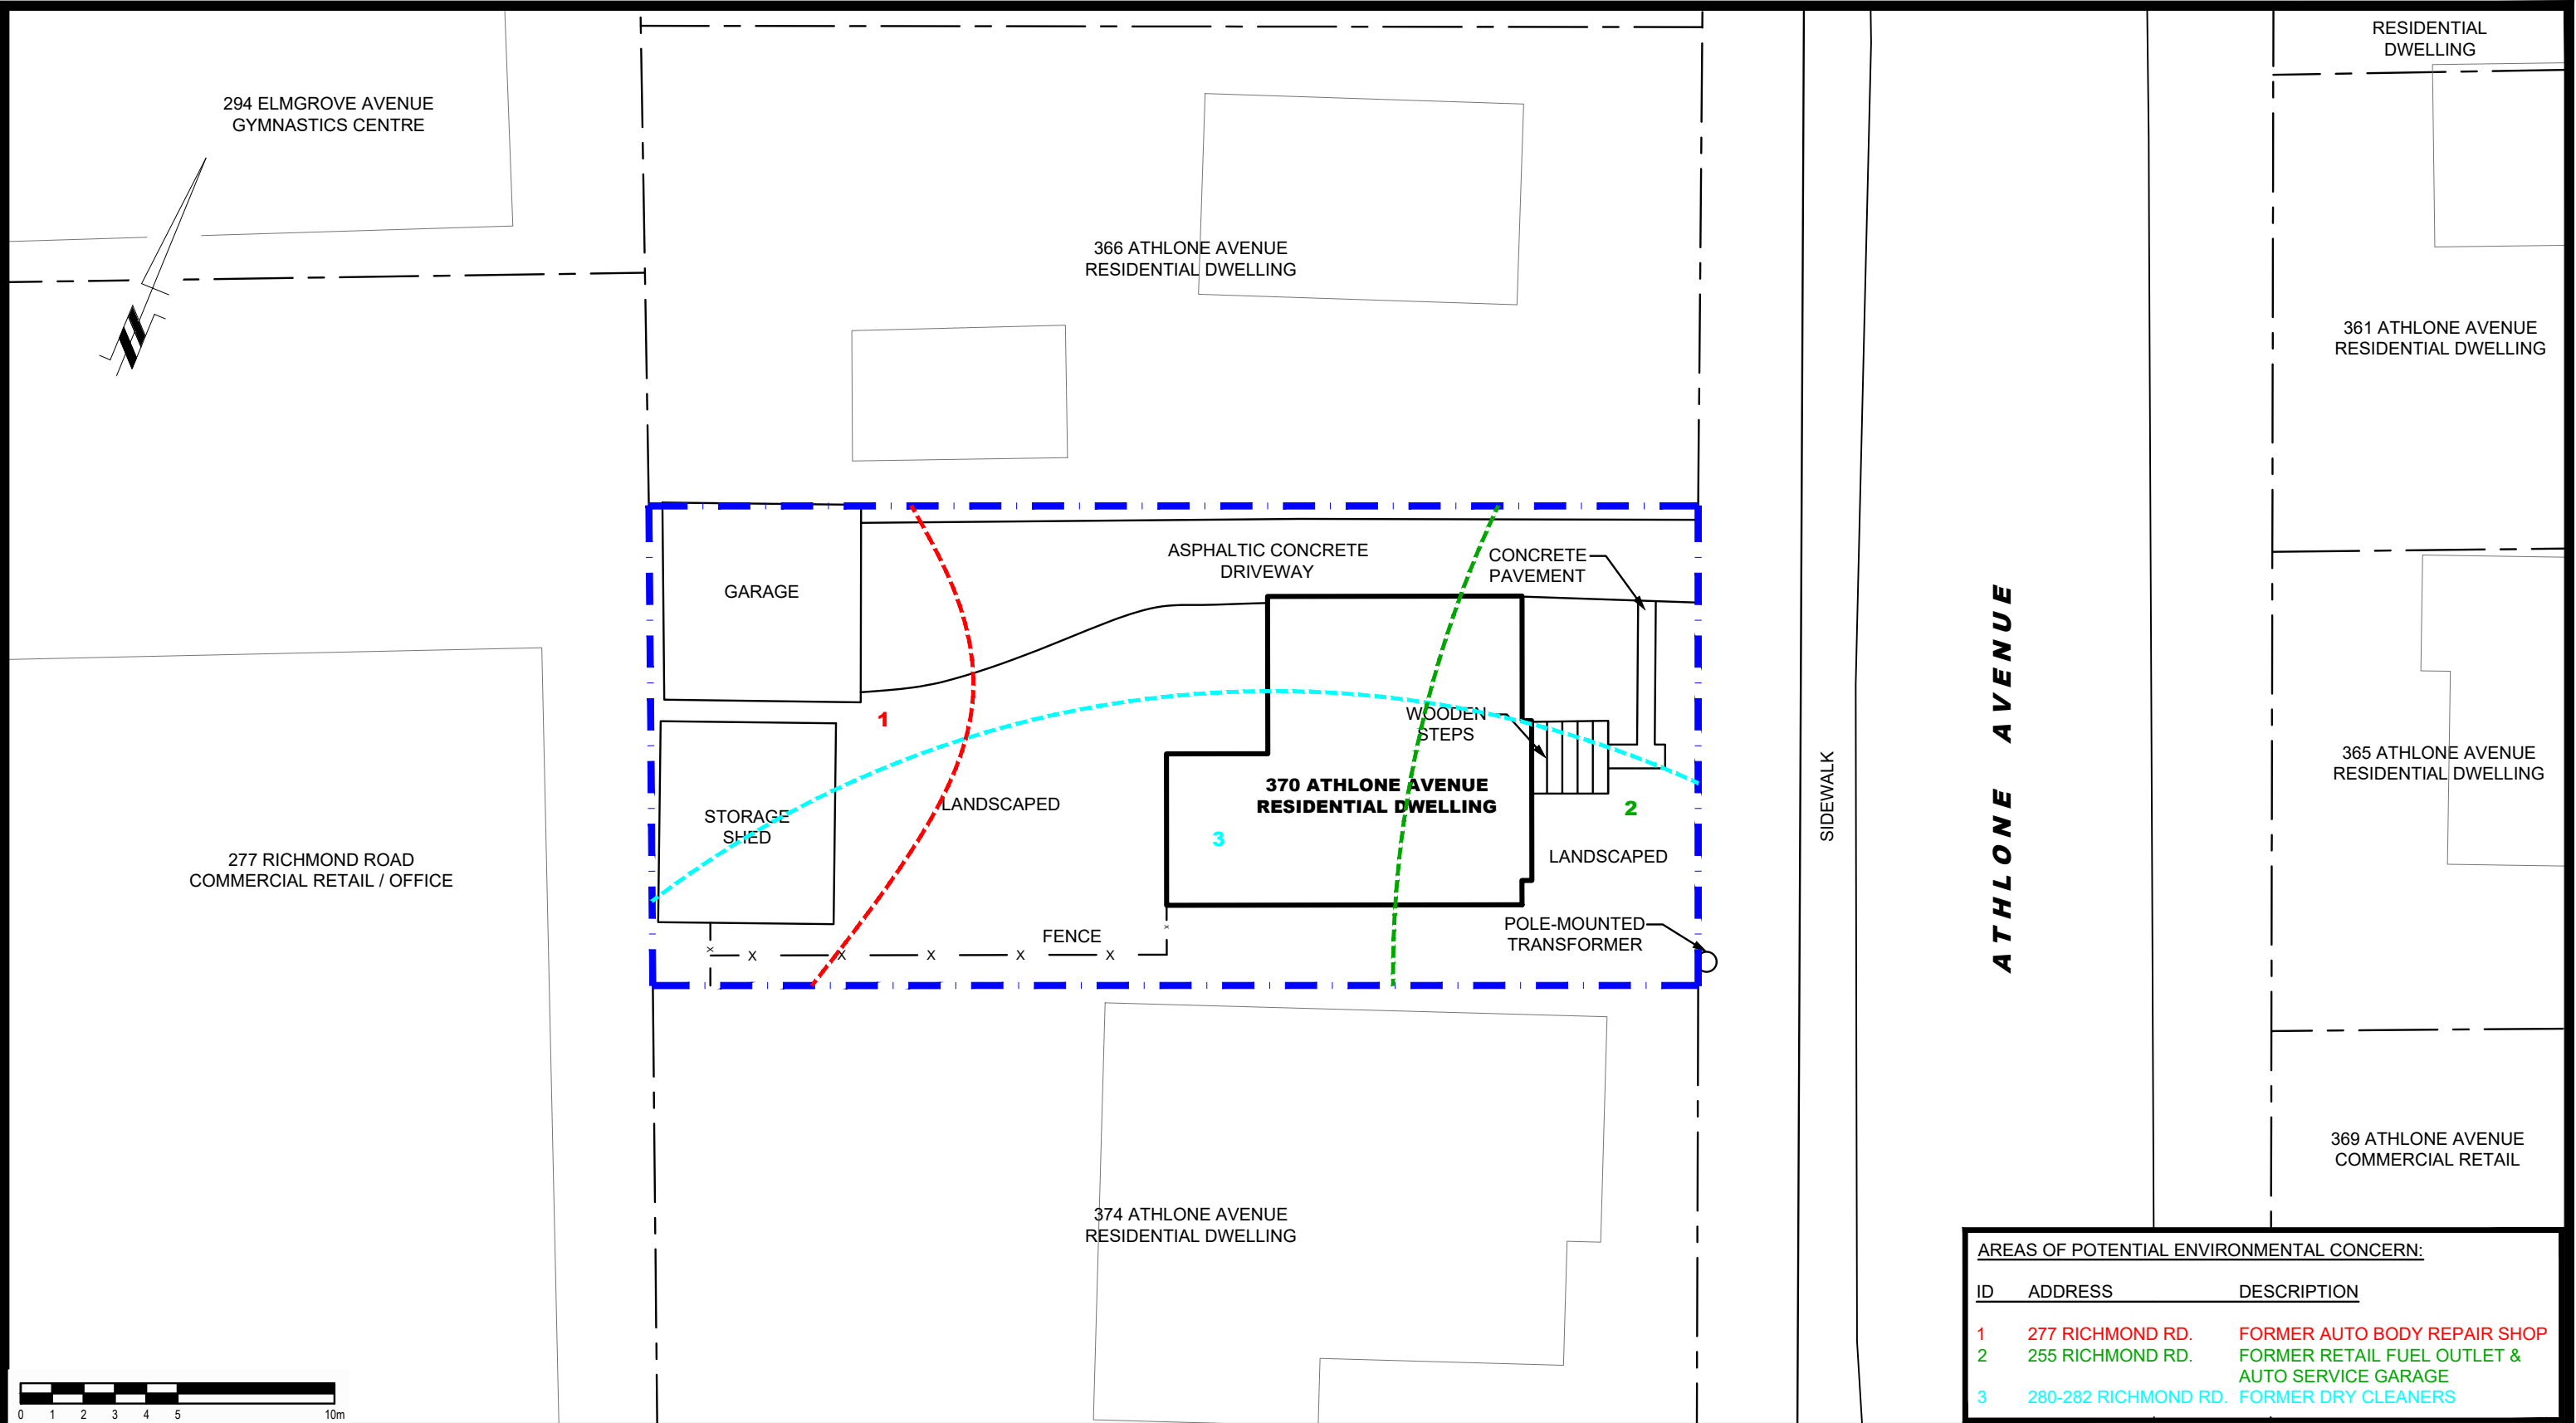 RESIDENTIAL
DWELLING
294 ELMGROVE AVENUE
GYMNASTICS CENTRE
366 ATHLONE AVENUE
RESIDENTIAL DWELLING
361 ATHLONE AVENUE
RESIDENTIAL DWELLING
ASPHALTIC CONCRETE
DRIVEWAY
CONCRETE
PAVEMENT
GARAGE
1
WOODEN
STEPS
ATHLONE AVENUE
SIDEWALK
365 ATHLONE AVENUE
RESIDENTIAL DWELLING
370 ATHLONE AVENUE
RESIDENTIAL DWELLING
LANDSCAPED
STORAGE
SHED
2
3
LANDSCAPED
277 RICHMOND ROAD
COMMERCIAL RETAIL / OFFICE
POLE-MOUNTED
TRANSFORMER
FENCE
X X X X X X X
369 ATHLONE AVENUE
COMMERCIAL RETAIL
374 ATHLONE AVENUE
RESIDENTIAL DWELLING
AREAS OF POTENTIAL ENVIRONMENTAL CONCERN:
ID ADDRESS DESCRIPTION
1 277 RICHMOND RD. FORMER AUTO BODY REPAIR SHOP
2 255 RICHMOND RD. FORMER RETAIL FUEL OUTLET &
AUTO SERVICE GARAGE
3 280-282 RICHMOND RD. FORMER DRY CLEANERS
0 1 2 3 4 5 10m